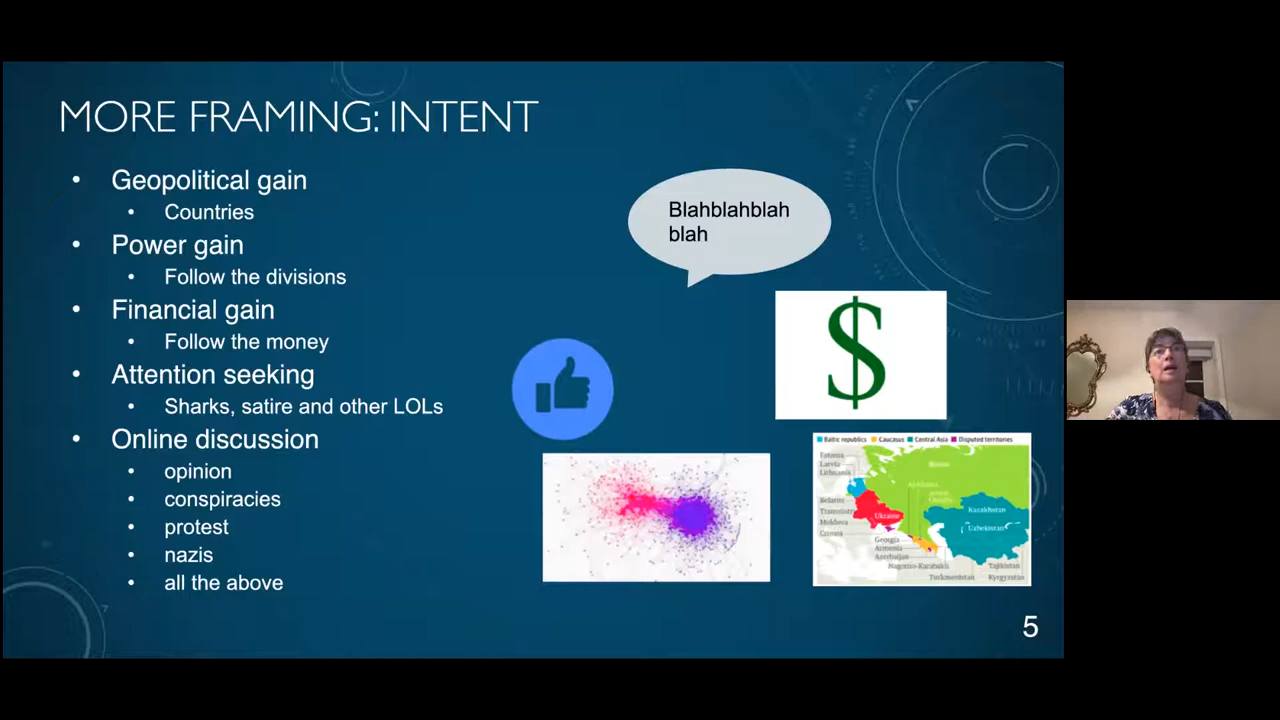 MORE FRAMING: INTENT
• Geopolitical gain
• Countries
• Power gain
• Follow the divisions
• Financial gain
• Follow the money
• Attention seeking
• Sharks, satire and other LOLs
• Online discussion
• opinion
• conspiracies
• protest
• nazis
• all the above
Blahblahblah
blah
$
Baltic republics Caucasus Central Asia Disputed territories
Estonia
Latvia
Lithuania
Russia
Belarus
Moldova
Crimea
Ukraine
Kazakhstan
Uzbekistan
Georgia
Armenia
Azerbaijan
Nagorno-Karabakh
Tajikistan
Turkmenistan
Kyrgyzstan
5